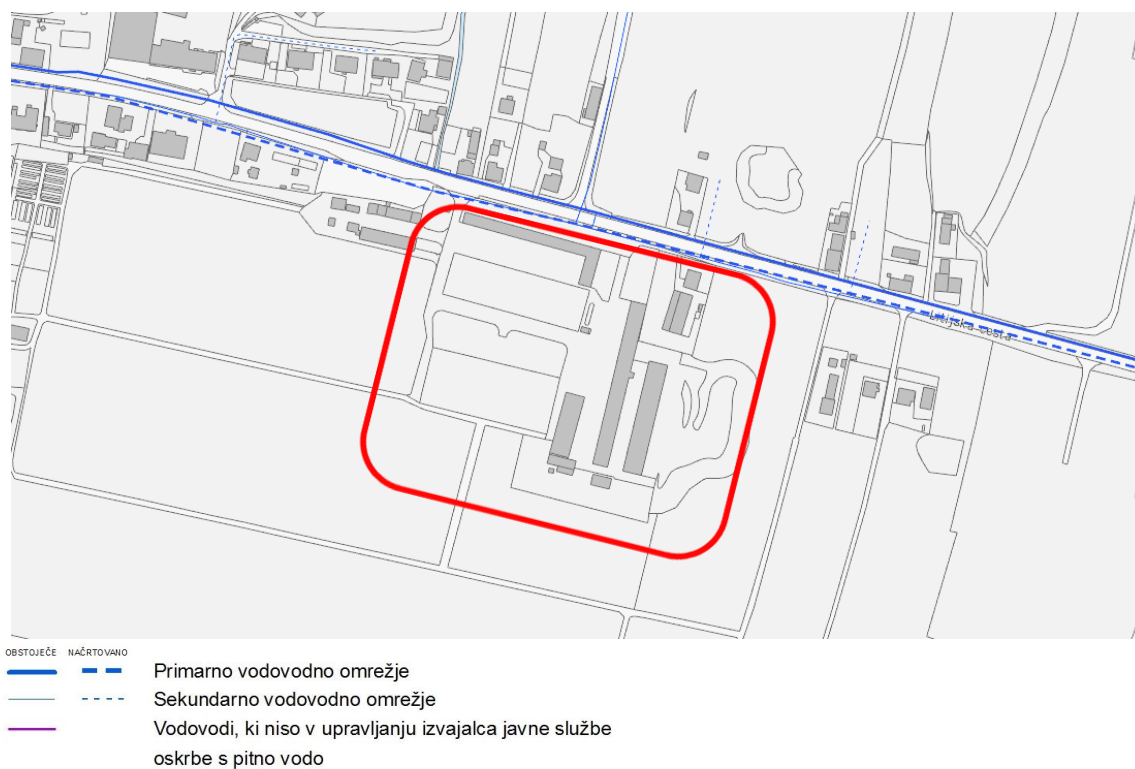 Litijska cesta
OBSTOJEČE NAČRTOVANO
Primarno vodovodno omrežje
Sekundarno vodovodno omrežje
Vodovodi, ki niso v upravljanju izvajalca javne službe
oskrbe s pitno vodo